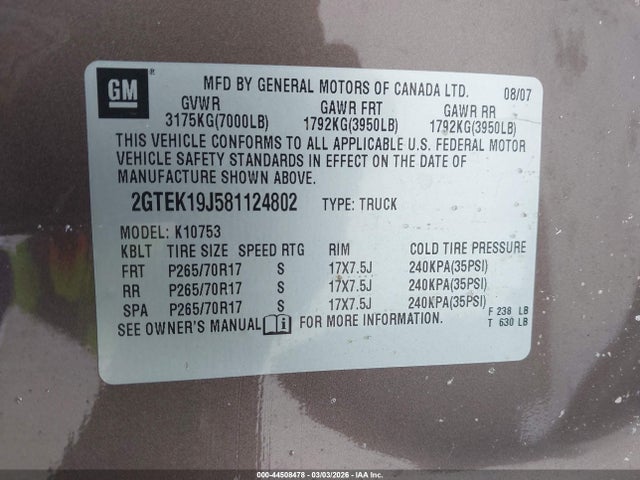 GM ®
MFD BY GENERAL MOTORS OF CANADA LTD. 08/07
GVWR GAWR FRT GAWR RR
3175KG(7000LB) 1792KG(3950LB) 1792KG(3950LB)
THIS VEHICLE CONFORMS TO ALL APPLICABLE U.S. FEDERAL MOTOR
VEHICLE SAFETY STANDARDS IN EFFECT ON THE DATE OF
MANUFACTURE SHOWN ABOVE.
2GTEK19J581124802 TYPE: TRUCK
MODEL: K10753
KBLT TIRE SIZE SPEED RTG RIM COLD TIRE PRESSURE
FRT P265/70R17 S 17X7.5J 240KPA(35PSI)
RR P265/70R17 S 17X7.5J 240KPA(35PSI)
SPA P265/70R17 S 17X7.5J 240KPA(35PSI)
F 238 LB
SEE OWNER'S MANUAL i FOR MORE INFORMATION.
T 630 LB
000-44508478 - 03/03/2026 - IAAI, Inc.